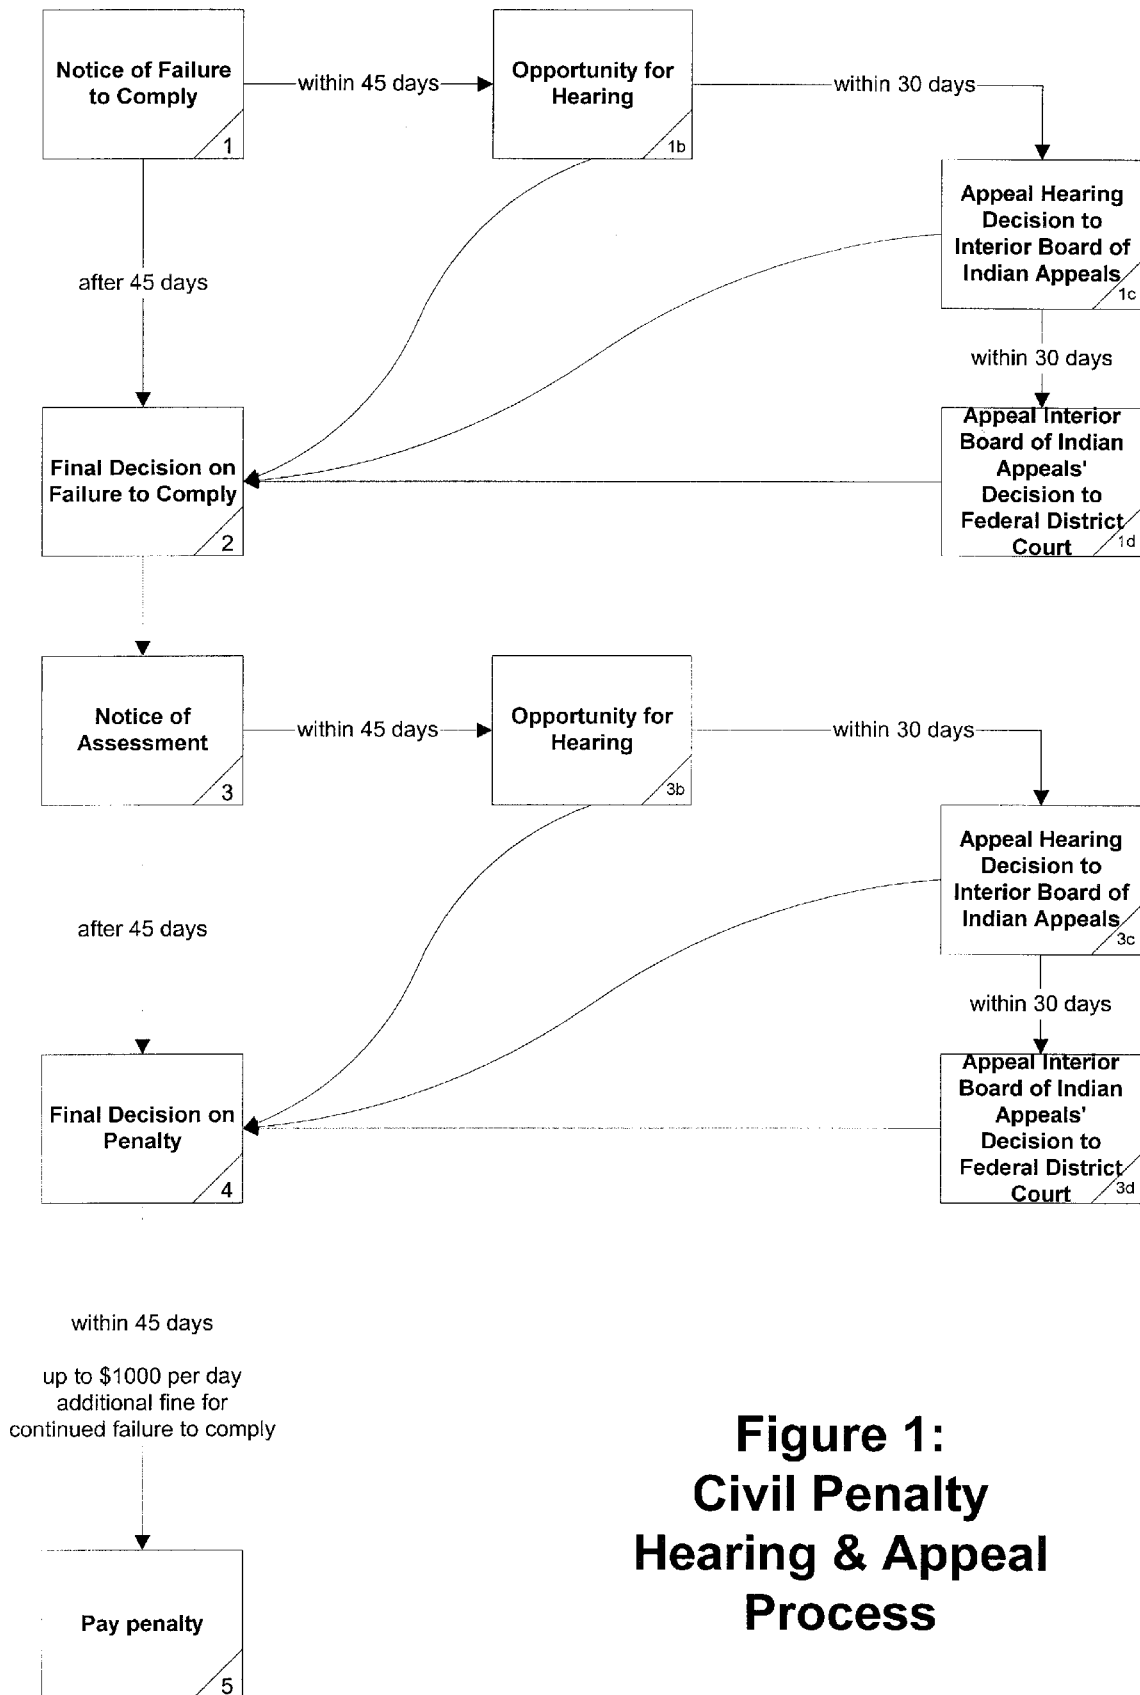 Notice of Failure
to Comply
1
within 45 days
Opportunity for
Hearing
1b
within 30 days
Appeal Hearing
Decision to
Interior Board of
Indian Appeals
1c
after 45 days
within 30 days
Final Decision on
Failure to Comply
2
Appeal Interior
Board of Indian
Appeals'
Decision to
Federal District
Court
1d
Notice of
Assessment
3
within 45 days
Opportunity for
Hearing
3b
within 30 days
Appeal Hearing
Decision to
Interior Board of
Indian Appeals
3c
after 45 days
within 30 days
Final Decision on
Penalty
4
Appeal Interior
Board of Indian
Appeals'
Decision to
Federal District
Court
3d
within 45 days
up to $1000 per day
additional fine for
continued failure to comply
Pay penalty
5
Figure 1:
Civil Penalty
Hearing & Appeal
Process